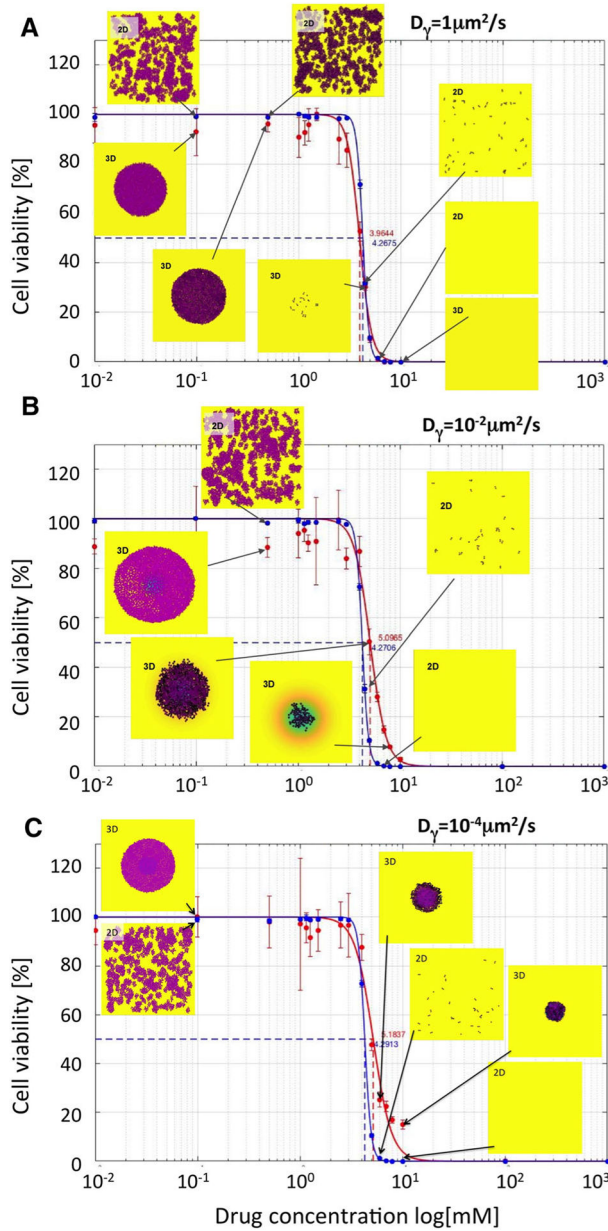 A
Dγ=1μm²/s
2D
2D
2D
120
100
80
60
40
20
0
Cell viability [%]
3D
3D
3D
2D
3D
3.9644
4.2675
10-2
10-1
100
101
103
B
Dγ=10-2μm²/s
2D
2D
120
100
80
60
40
20
0
Cell viability [%]
3D
3D
3D
2D
5.0965
4.2706
10-2
10-1
100
101
102
103
C
Dγ=10-4μm²/s
3D
3D
2D
2D
3D
2D
120
100
80
60
40
20
0
Cell viability [%]
5.1837
4.2913
10-2
10-1
100
101
102
103
Drug concentration log[mM]